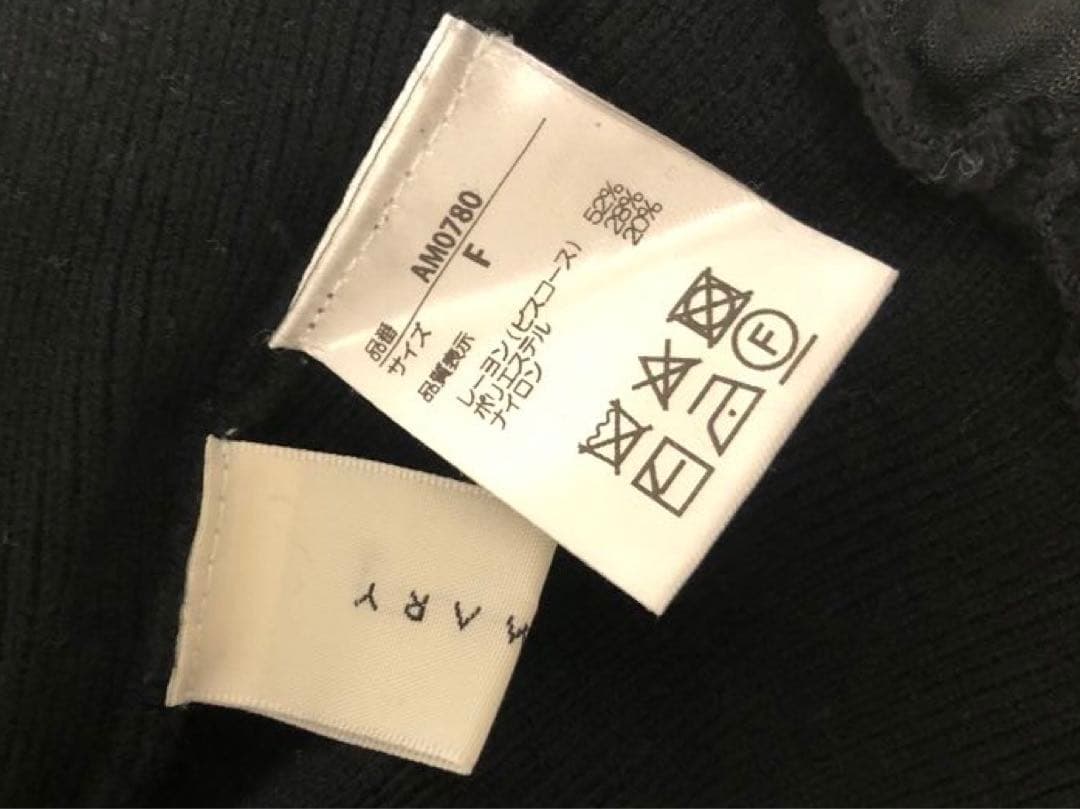 品番 AM0780
サイズ F
品質表示
レーヨン(ビスコース) 52%
ポリエステル 28%
ナイロン 20%
F
MARY